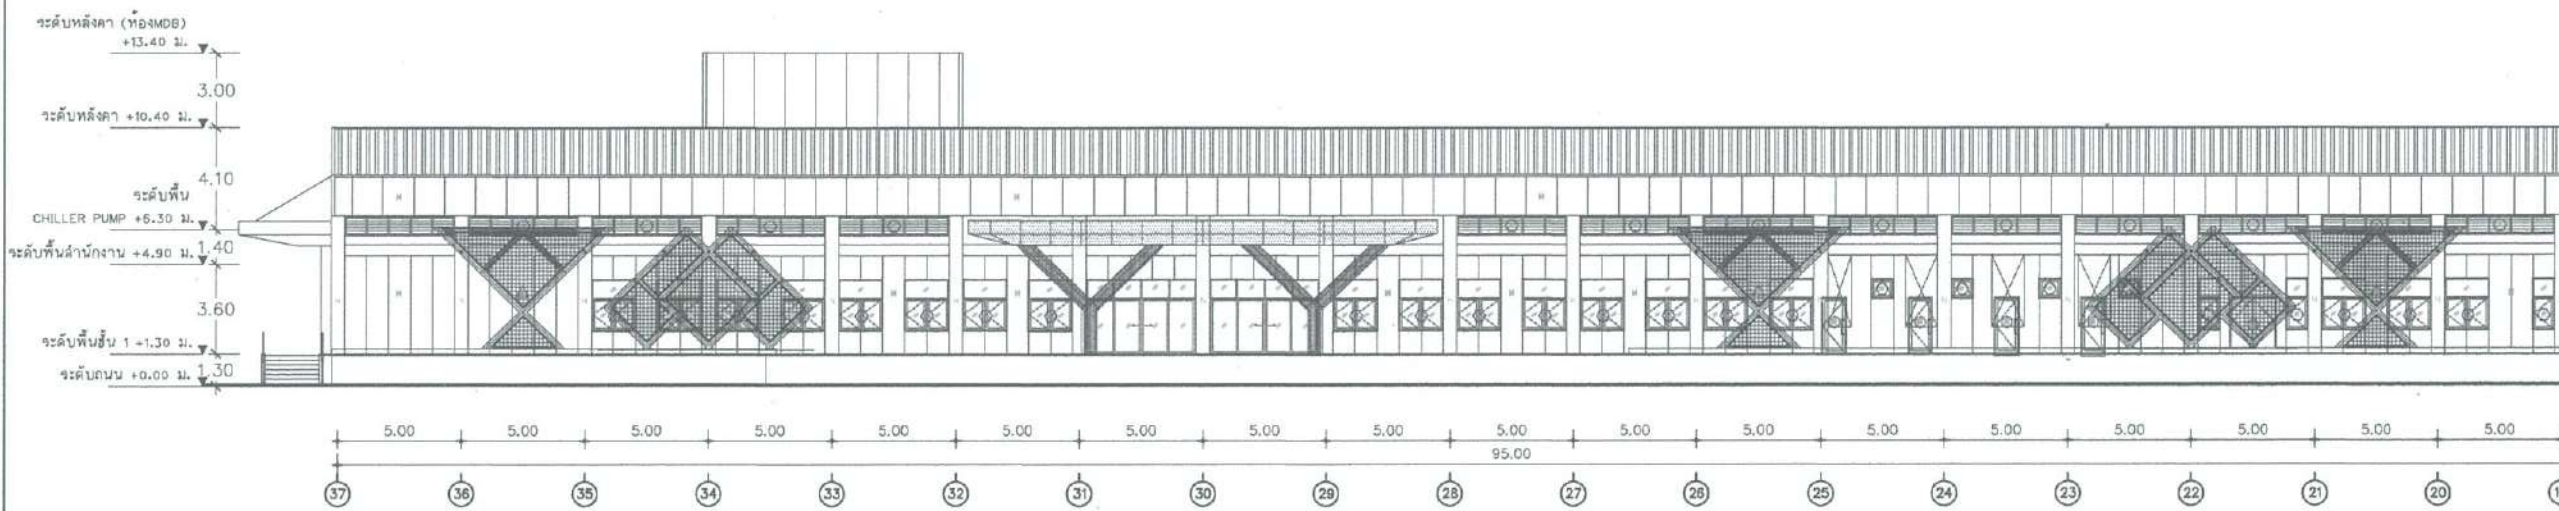 ระดับหลังคา (ห้องMDB)
+13.40 ม.
3.00
ระดับหลังคา +10.40 ม.
4.10
ระดับพื้น
CHILLER PUMP +6.30 ม.
1.40
ระดับพื้นสำนักงาน +4.90 ม.
3.60
ระดับพื้นชั้น 1 +1.30 ม.
1.30
ระดับถนน +0.00 ม.
5.00 5.00 5.00 5.00 5.00 5.00 5.00 5.00 5.00 5.00 5.00 5.00 5.00 5.00 5.00 5.00 5.00 5.00
95.00
37 36 35 34 33 32 31 30 29 28 27 26 25 24 23 22 21 20